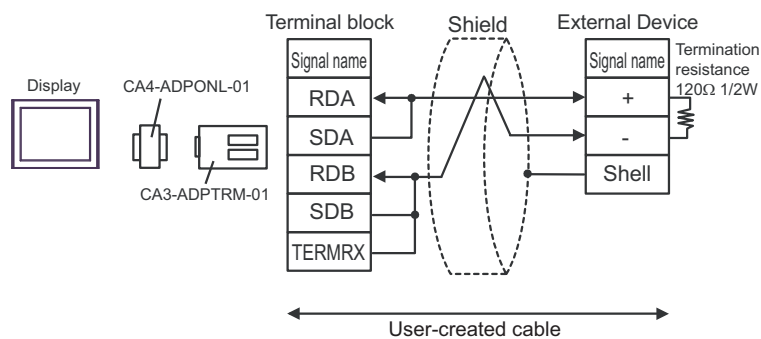 Terminal block
Shield
External Device
Display
CA4-ADPONL-01
CA3-ADPTRM-01
Signal name
RDA
SDA
RDB
SDB
TERMRX
Signal name
+
-
Shell
Termination
resistance
120Ω 1/2W
User-created cable